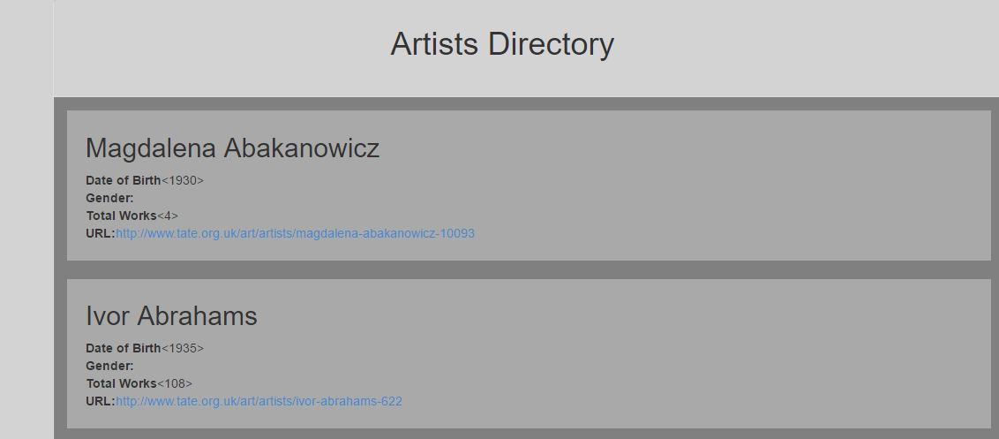 Artists Directory
Magdalena Abakanowicz
Date of Birth<1930>
Gender:
Total Works<4>
URL:http://www.tate.org.uk/art/artists/magdalena-abakanowicz-10093
Ivor Abrahams
Date of Birth<1935>
Gender:
Total Works<108>
URL:http://www.tate.org.uk/art/artists/ivor-abrahams-622